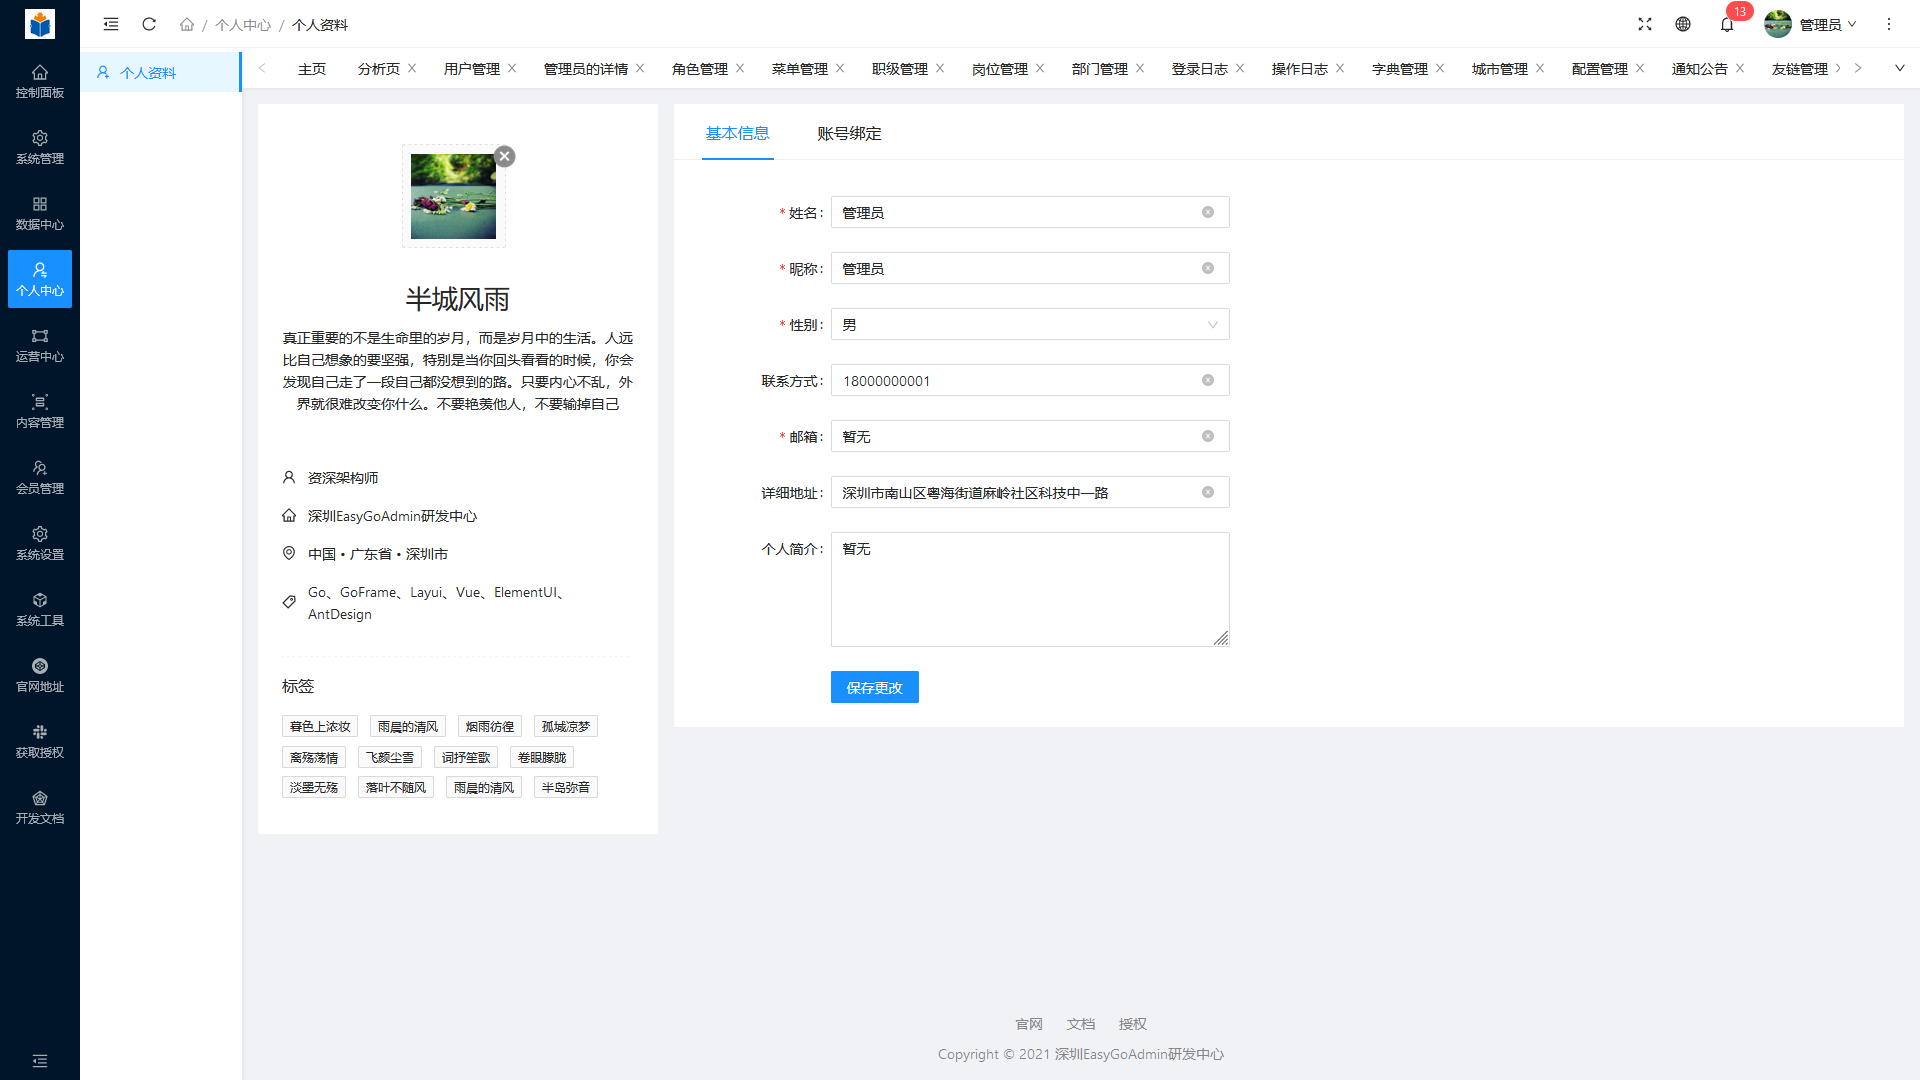 个人中心 / 个人资料
13
管理员
控制面板
系统管理
数据中心
个人中心
运营中心
内容管理
会员管理
系统设置
系统工具
官网地址
获取授权
开发文档
个人资料
主页
分析页
用户管理
管理员的详情
角色管理
菜单管理
职级管理
岗位管理
部门管理
登录日志
操作日志
字典管理
城市管理
配置管理
通知公告
友链管理
半城风雨
真正重要的不是生命里的岁月，而是岁月中的生活。人远
比自己想象的要坚强，特别是当你回头看看的时候，你会
发现自己走了一段自己都没想到的路。只要内心不乱，外
界就很难改变你什么。不要艳羡他人，不要输掉自己
资深架构师
深圳EasyGoAdmin研发中心
中国 • 广东省 • 深圳市
Go、GoFrame、Layui、Vue、ElementUI、
AntDesign
标签
暮色上浓妆 雨晨的清风 烟雨彷徨 孤城凉梦
离殇荡情 飞颜尘雪 词抒笙歌 卷眼朦胧
淡墨无殇 落叶不随风 雨晨的清风 半岛弥音
基本信息 账号绑定
* 姓名: 管理员
* 昵称: 管理员
* 性别: 男
联系方式: 18000000001
* 邮箱: 暂无
详细地址: 深圳市南山区粤海街道麻岭社区科技中一路
个人简介: 暂无
保存更改
官网 文档 授权
Copyright © 2021 深圳EasyGoAdmin研发中心